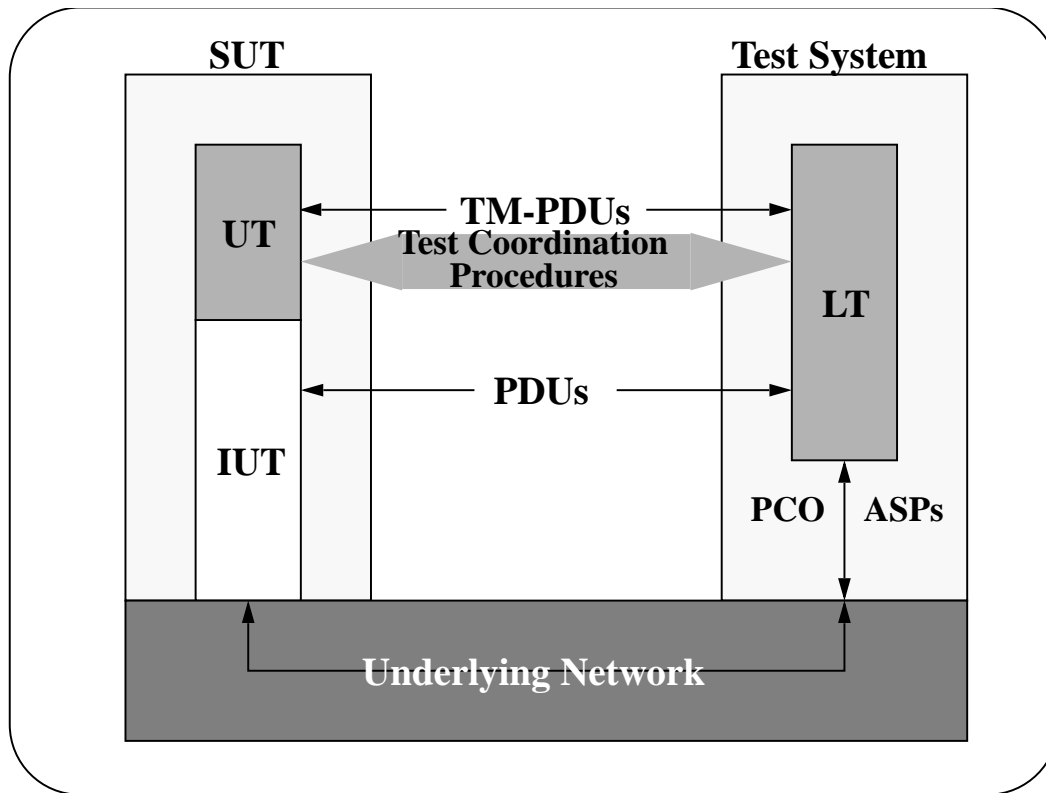 SUT
Test System
UT
TM-PDUs
Test Coordination
Procedures
LT
PDUs
IUT
PCO
ASPs
Underlying Network